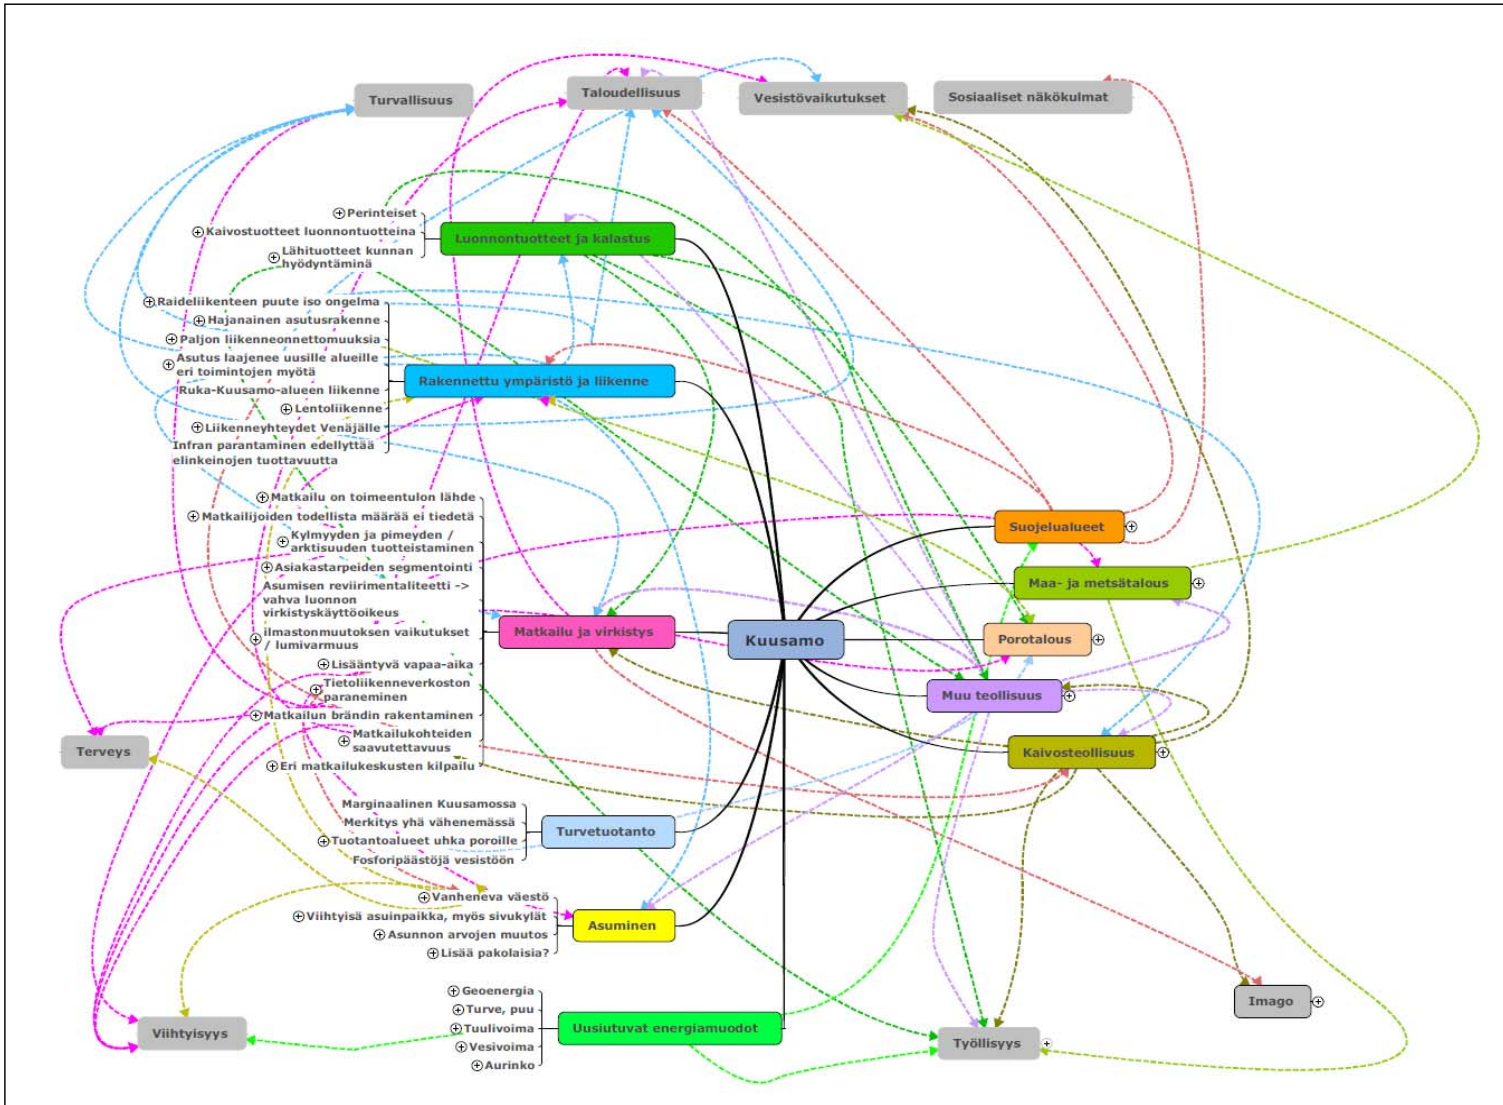 Turvallisuus
Taloudellisuus
Vesistövaikutukset
Sosiaaliset näkökulmat
Perinteiset
Kaivostuotteet luonnontuotteina
Lähituotteet kunnan
hyödyntäminä
Luonnontuotteet ja kalastus
Raideliikenteen puute iso ongelma
Hajanainen asutusrakenne
Paljon liikenneonnettomuuksia
Asutus laajenee uusille alueille
eri toimintojen myötä
Ruka-Kuusamo-alueen liikenne
Lentoliikenne
Liikenneyhteydet Venäjälle
Infran parantaminen edellyttää
elinkeinojen tuottavuutta
Rakennettu ympäristö ja liikenne
Matkailu on toimeentulon lähde
Matkailijoiden todellista määrää ei tiedetä
Kylmyyden ja pimeyden /
arktisuuden tuotteistaminen
Asiakastarpeiden segmentointi
Asumisen reviirimentaliteetti ->
vahva luonnon
virkistyskäyttöoikeus
ilmastonmuutoksen vaikutukset
/ lumivarmuus
Lisääntyvä vapaa-aika
Tietoliikenneverkoston
paraneminen
Matkailun brändin rakentaminen
Matkailukohteiden
saavutettavuus
Eri matkailukeskusten kilpailu
Matkailu ja virkistys
Kuusamo
Suojelualueet
Maa- ja metsätalous
Porotalous
Muu teollisuus
Kaivosteollisuus
Terveys
Marginaalinen Kuusamossa
Merkitys yhä vähenemässä
Tuotantoalueet uhka poroille
Fosforipäästöjä vesistöön
Turvetuotanto
Vanheneva väestö
Viihtyisä asuinpaikka, myös sivukylät
Asunnon arvojen muutos
Lisää pakolaisia?
Asuminen
Geoenergia
Turve, puu
Tuulivoima
Vesivoima
Aurinko
Uusiutuvat energiamuodot
Viihtyisyys
Työllisyys
Imago